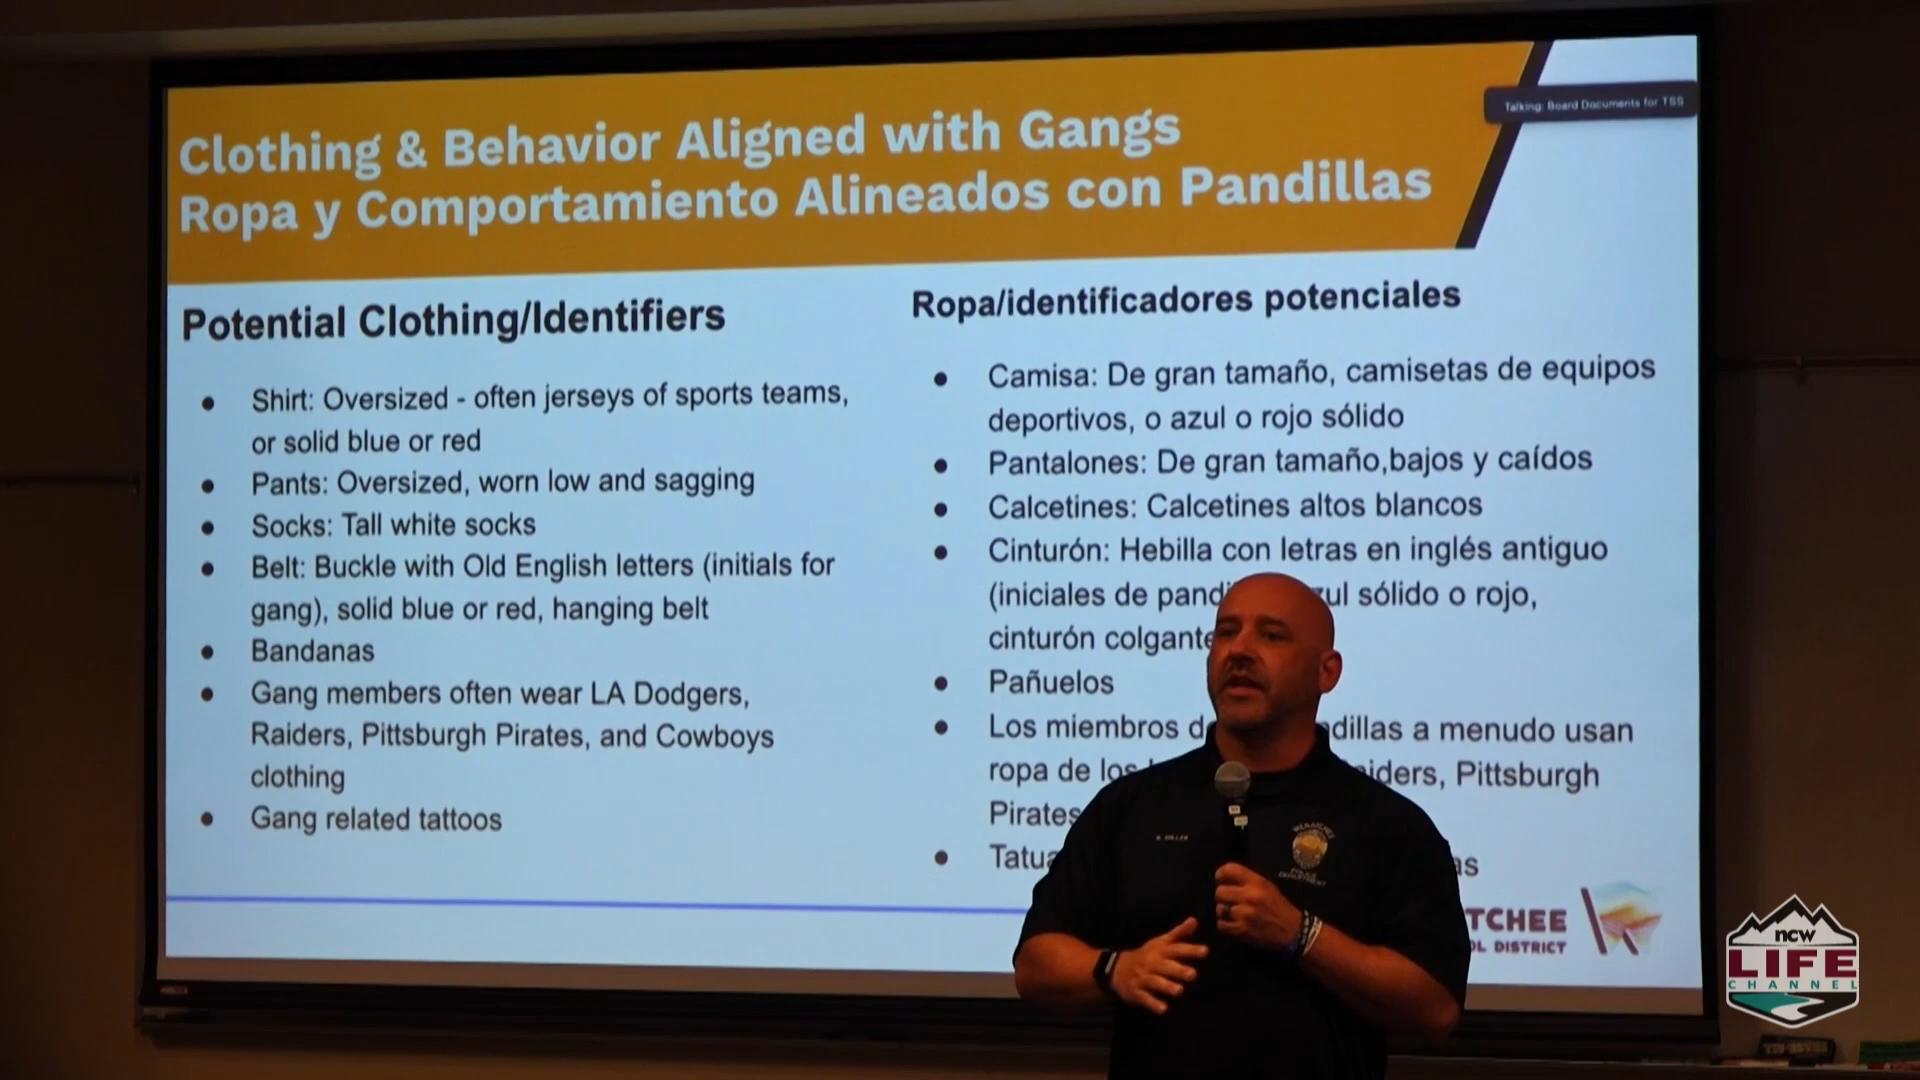 Talking: Board Documents for TSS
Clothing & Behavior Aligned with Gangs
Ropa y Comportamiento Alineados con Pandillas
Potential Clothing/Identifiers
● Shirt: Oversized - often jerseys of sports teams,
or solid blue or red
● Pants: Oversized, worn low and sagging
● Socks: Tall white socks
● Belt: Buckle with Old English letters (initials for
gang), solid blue or red, hanging belt
● Bandanas
● Gang members often wear LA Dodgers,
Raiders, Pittsburgh Pirates, and Cowboys
clothing
● Gang related tattoos
Ropa/identificadores potenciales
● Camisa: De gran tamaño, camisetas de equipos
deportivos, o azul o rojo sólido
● Pantalones: De gran tamaño,bajos y caídos
● Calcetines: Calcetines altos blancos
● Cinturón: Hebilla con letras en inglés antiguo
(iniciales de pand ul sólido o rojo,
cinturón colgante
● Pañuelos
● Los miembros d dillas a menudo usan
ropa de los iders, Pittsburgh
Pirates
● Tatua as
TCHEE
OL DISTRICT
WENATCHEE
POLICE
DEPARTMENT
ncw
LIFE
CHANNEL